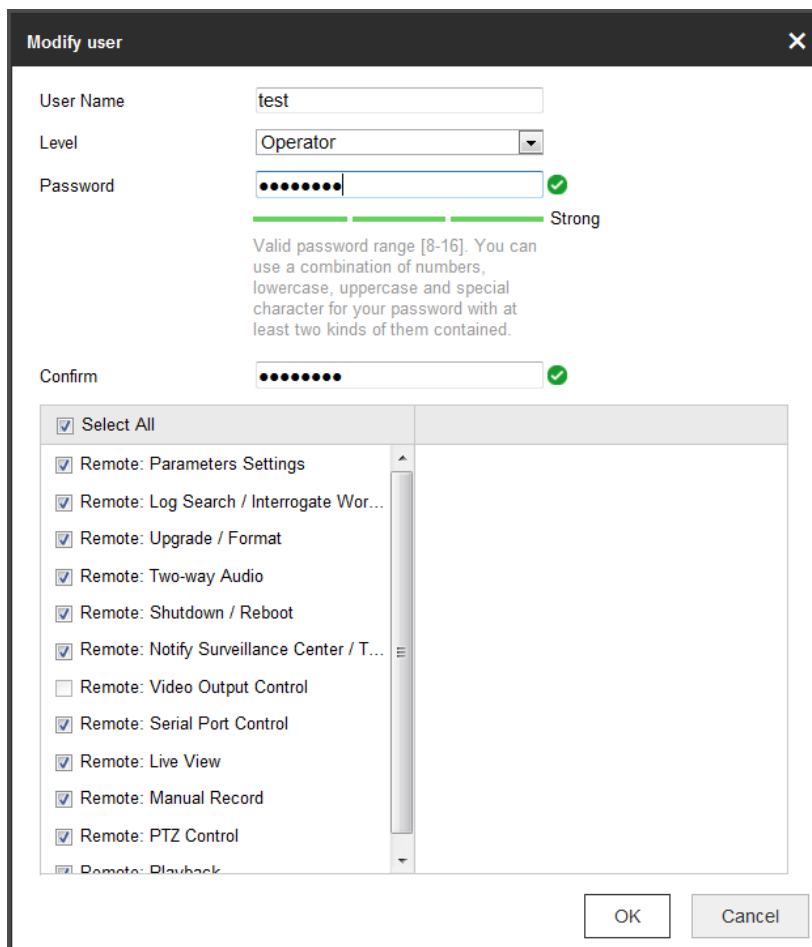 Modify user
User Name
test
Level
Operator
Password
••••••••
Strong
Valid password range [8-16]. You can
use a combination of numbers,
lowercase, uppercase and special
character for your password with at
least two kinds of them contained.
Confirm
••••••••
Select All
Remote: Parameters Settings
Remote: Log Search / Interrogate Wor...
Remote: Upgrade / Format
Remote: Two-way Audio
Remote: Shutdown / Reboot
Remote: Notify Surveillance Center / T...
Remote: Video Output Control
Remote: Serial Port Control
Remote: Live View
Remote: Manual Record
Remote: PTZ Control
Remote: Playback
OK
Cancel